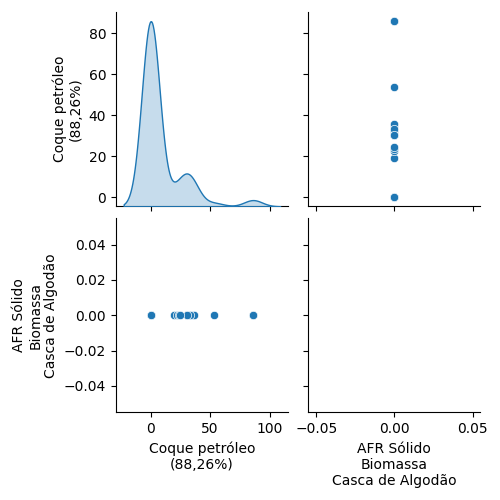 Coque petróleo
(88,26%)
80
60
40
20
0
AFR Sólido
Biomassa
Casca de Algodão
0.04
0.02
0.00
−0.02
−0.04
0
50
100
Coque petróleo
(88,26%)
−0.05
0.00
0.05
AFR Sólido
Biomassa
Casca de Algodão